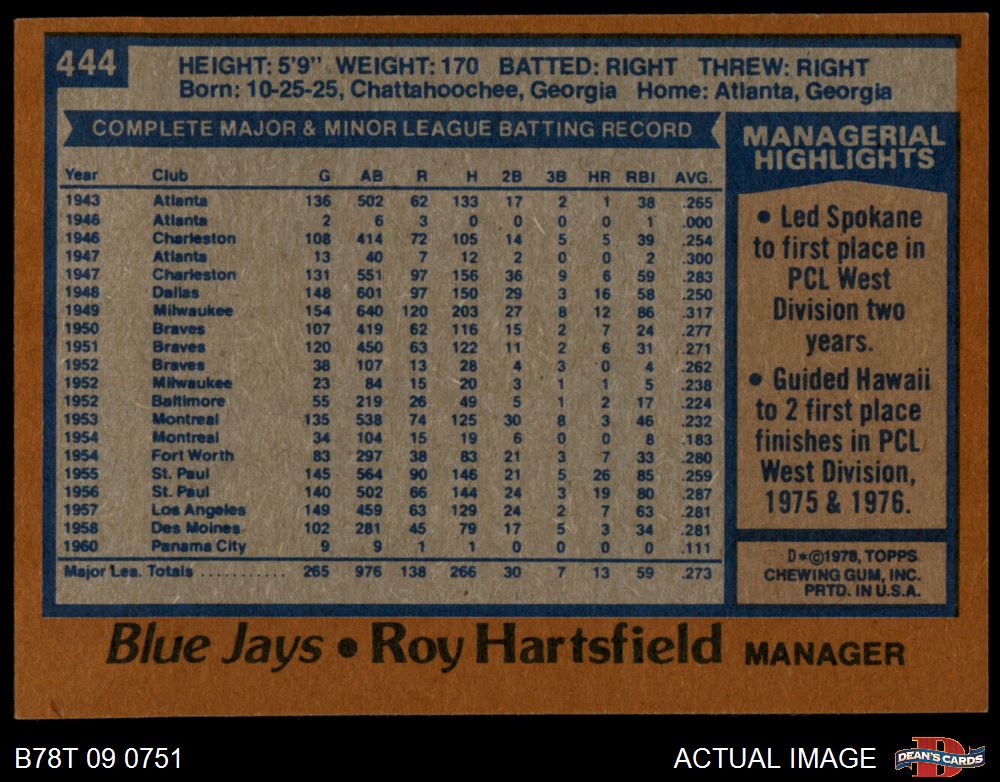 444
HEIGHT: 5'9" WEIGHT: 170 BATTED: RIGHT THREW: RIGHT
Born: 10-25-25, Chattahoochee, Georgia Home: Atlanta, Georgia
COMPLETE MAJOR & MINOR LEAGUE BATTING RECORD
Year Club G AB R H 2B 3B HR RBI AVG.
1943 Atlanta 136 502 62 133 17 2 1 38 .265
1946 Atlanta 2 6 3 0 0 0 0 1 .000
1946 Charleston 108 414 72 105 14 5 5 39 .254
1947 Atlanta 13 40 7 12 2 0 0 2 .300
1947 Charleston 131 551 97 156 36 9 6 59 .283
1948 Dallas 148 601 97 150 29 3 16 58 .250
1949 Milwaukee 154 640 120 203 27 8 12 86 .317
1950 Braves 107 419 62 116 15 2 7 24 .277
1951 Braves 120 450 63 122 11 2 6 31 .271
1952 Braves 38 107 13 28 4 3 0 4 .262
1952 Milwaukee 23 84 15 20 3 1 1 5 .238
1952 Baltimore 55 219 26 49 5 1 2 17 .224
1953 Montreal 135 538 74 125 30 8 3 46 .232
1954 Montreal 34 104 15 19 6 0 0 8 .183
1954 Fort Worth 83 297 38 83 21 3 7 33 .280
1955 St. Paul 145 564 90 146 21 5 26 85 .259
1956 St. Paul 140 502 66 144 24 3 19 80 .287
1957 Los Angeles 149 459 63 129 24 2 7 63 .281
1958 Des Moines 102 281 45 79 17 5 3 34 .281
1960 Panama City 9 9 1 1 0 0 0 0 .111
Major Lea. Totals ........... 265 976 138 266 30 7 13 59 .273
MANAGERIAL
HIGHLIGHTS
• Led Spokane
to first place in
PCL West
Division two
years.
• Guided Hawaii
to 2 first place
finishes in PCL
West Division,
1975 & 1976.
D*©1978, TOPPS
CHEWING GUM, INC.
PRTD. IN U.S.A.
Blue Jays • Roy Hartsfield MANAGER
B78T 09 0751
ACTUAL IMAGE
D
DEAN'S CARDS